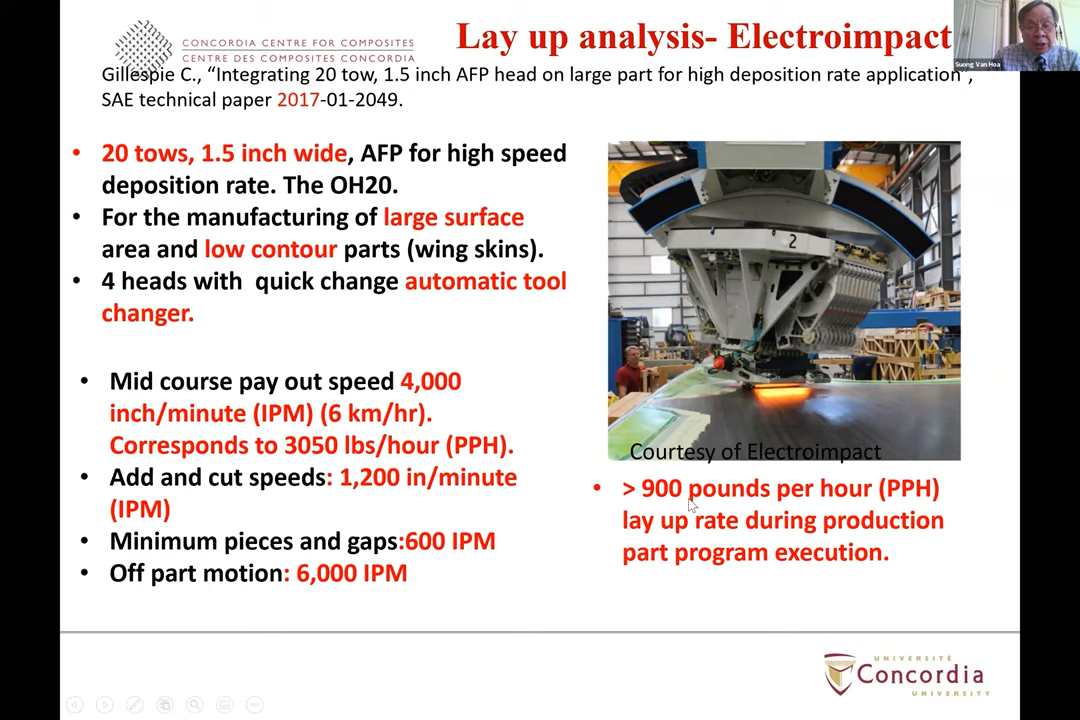 Lay up analysis- Electroimpact
CONCORDIA CENTRE FOR COMPOSITES
CENTRE DES COMPOSITES CONCORDIA
Gillespie C., “Integrating 20 tow, 1.5 inch AFP head on large part for high deposition rate application”,
SAE technical paper 2017-01-2049.
Suong Van Hoa
• 20 tows, 1.5 inch wide, AFP for high speed
deposition rate. The OH20.
• For the manufacturing of large surface
area and low contour parts (wing skins).
• 4 heads with quick change automatic tool
changer.
• Mid course pay out speed 4,000
inch/minute (IPM) (6 km/hr).
Corresponds to 3050 lbs/hour (PPH).
• Add and cut speeds: 1,200 in/minute
(IPM)
• Minimum pieces and gaps:600 IPM
• Off part motion: 6,000 IPM
2
Courtesy of Electroimpact
• > 900 pounds per hour (PPH)
lay up rate during production
part program execution.
UNIVERSITÉ
Concordia
UNIVERSITY